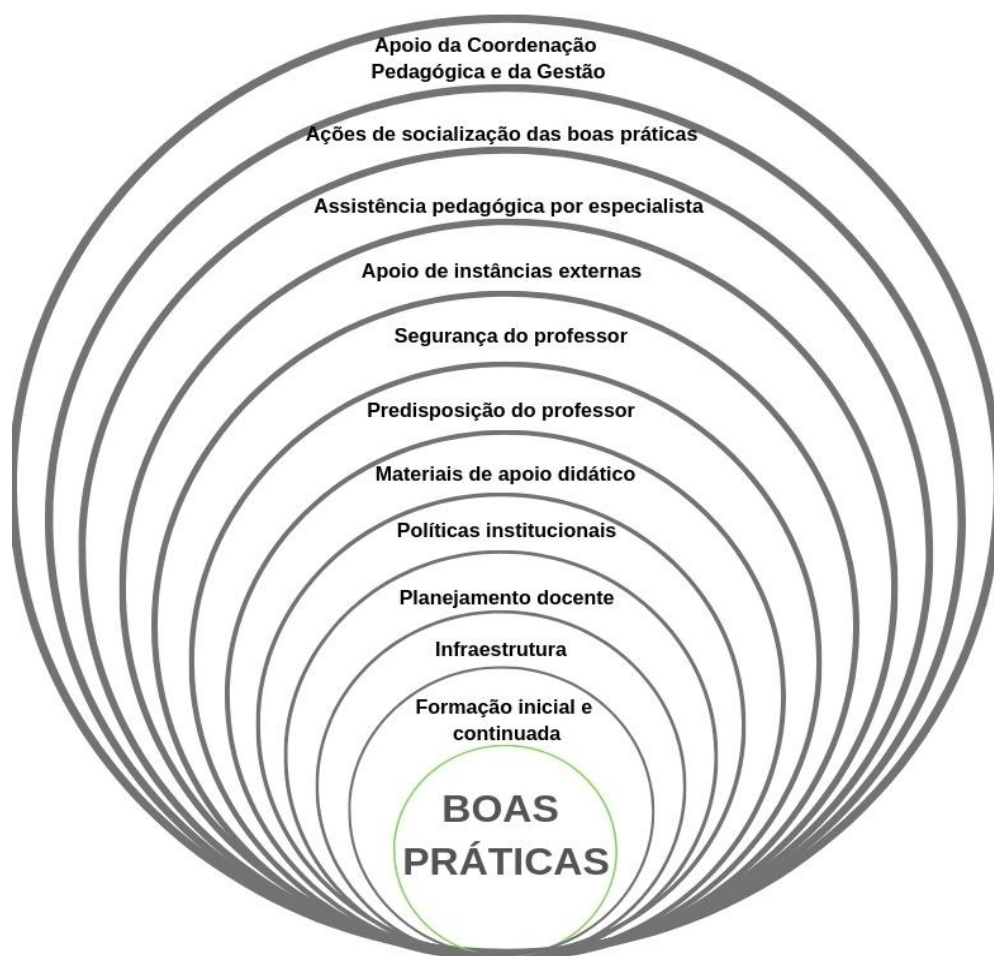 Apoio da Coordenação
Pedagógica e da Gestão
Ações de socialização das boas práticas
Assistência pedagógica por especialista
Apoio de instâncias externas
Segurança do professor
Predisposição do professor
Materiais de apoio didático
Políticas institucionais
Planejamento docente
Infraestrutura
Formação inicial e
continuada
BOAS
PRÁTICAS